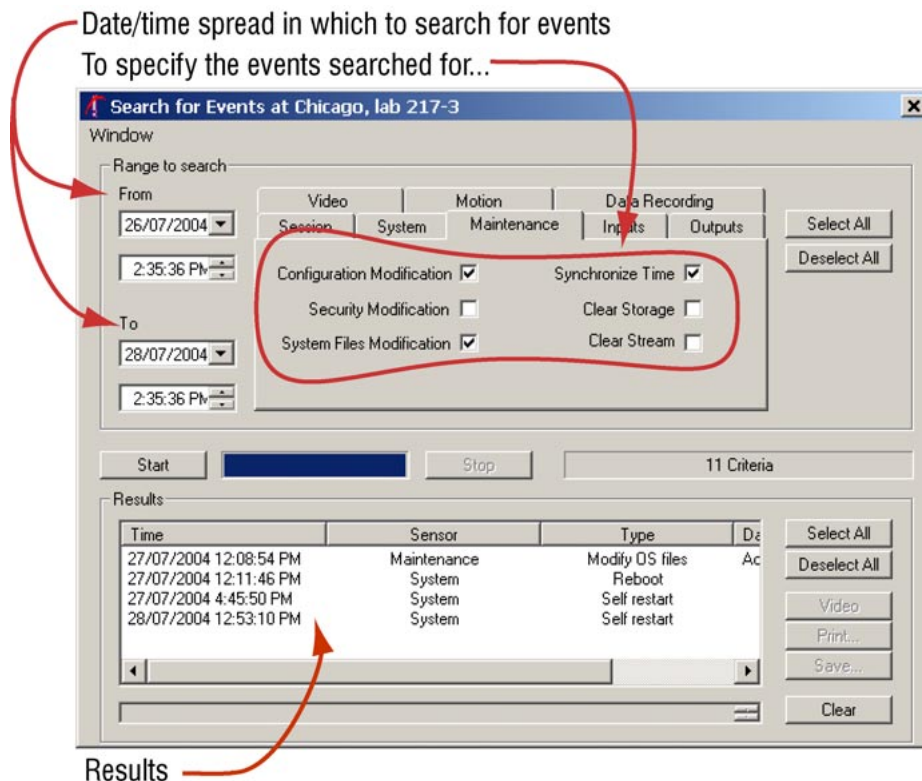 Date/time spread in which to search for events
To specify the events searched for...
Search for Events at Chicago, lab 217-3
Window
Range to search
From
26/07/2004
2:35:36 PM
To
28/07/2004
2:35:36 PM
Video Motion Data Recording
Session System Maintenance Inputs Outputs
Configuration Modification Synchronize Time
Security Modification Clear Storage
System Files Modification Clear Stream
Select All
Deselect All
Start Stop 11 Criteria
Results
Time Sensor Type Da
27/07/2004 12:08:54 PM Maintenance Modify OS files Ac
27/07/2004 12:11:46 PM System Reboot
27/07/2004 4:45:50 PM System Self restart
28/07/2004 12:53:10 PM System Self restart
Select All
Deselect All
Video
Print...
Save...
Clear
Results